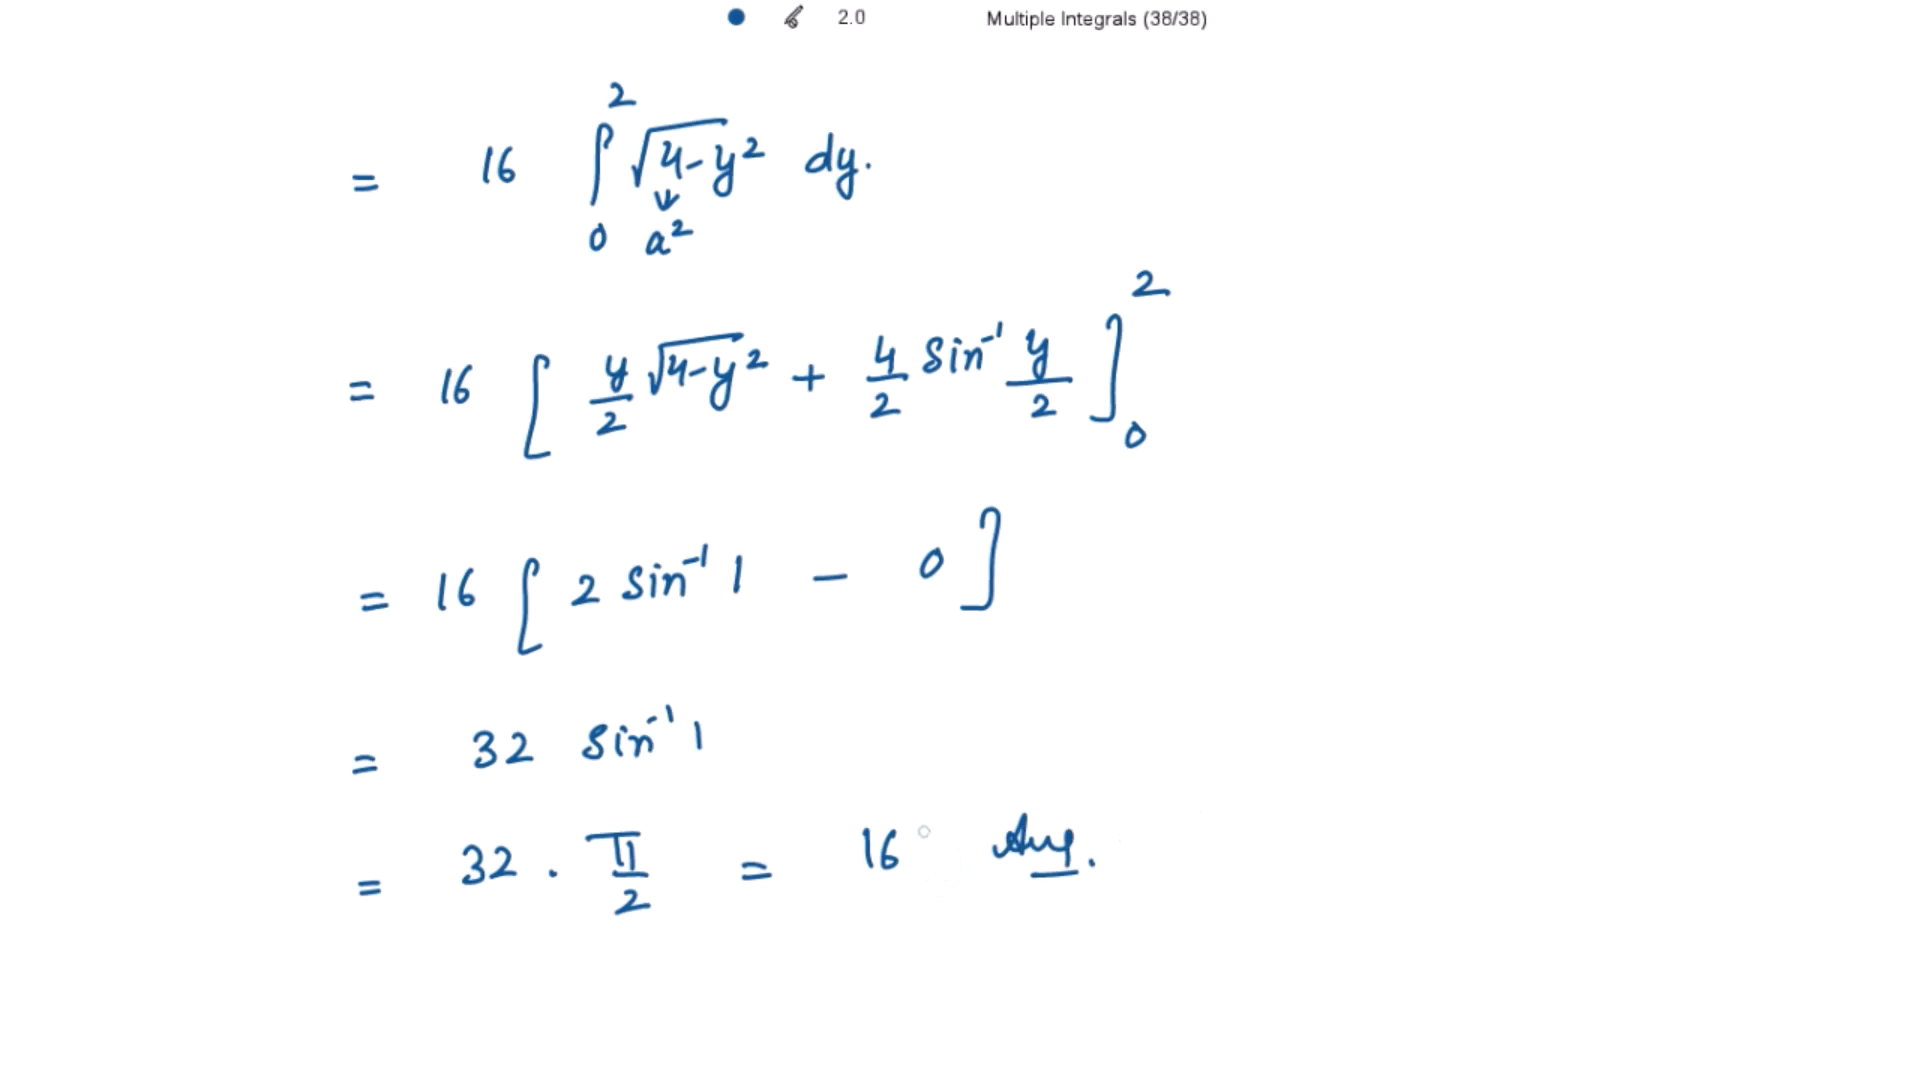 2.0 Multiple Integrals (38/38)
= 16 ∫₀² √4-y² dy.
↓
a²
= 16 [ y/2 √4-y² + 4/2 sin⁻¹ y/2 ]₀²
= 16 [ 2 sin⁻¹ 1 - 0 ]
= 32 sin⁻¹ 1
= 32 . π/2 = 16 Ans.